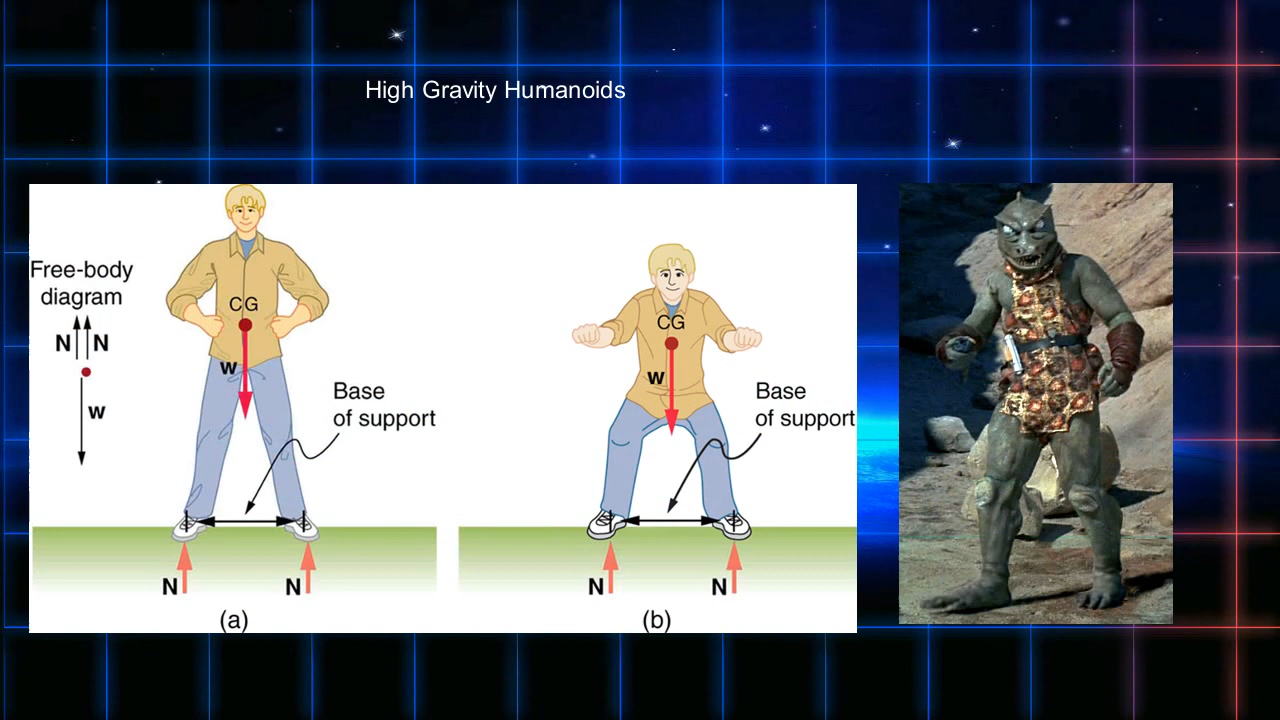 High Gravity Humanoids
Free-body
diagram
N N
w
CG
w
Base
of support
N N
(a)
CG
w
Base
of support
N N
(b)